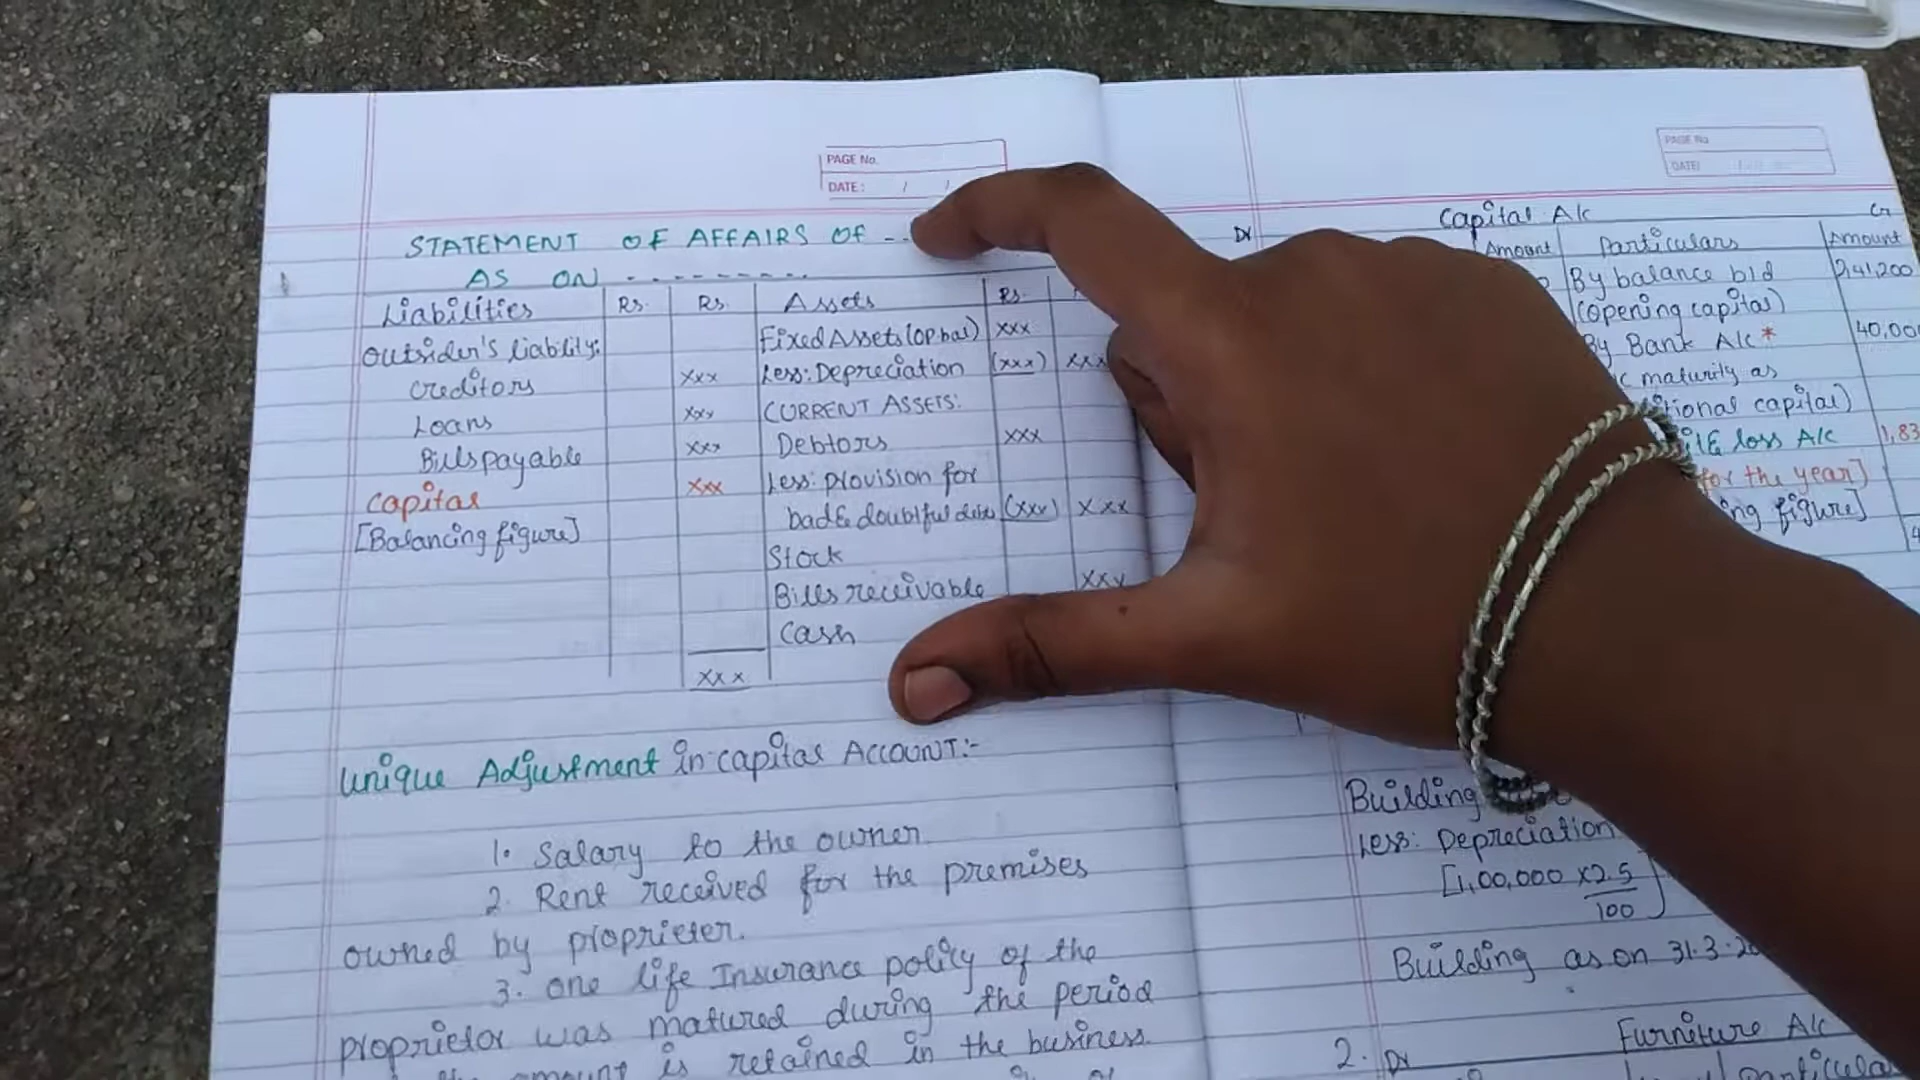 PAGE No.
DATE: / /
STATEMENT OF AFFAIRS OF --
AS ON ---------
Liabilities Rs. Rs. Assets Rs.
Outsider's liability: Fixed Assets (Op bal) xxx
Creditors xxx Less: Depreciation (xxx) xxx
Loans xxx CURRENT ASSETS:
Bills payable xxx Debtors xxx
Capital xxx Less: provision for
[Balancing figure] bad & doubtful debts (xxx) xxx
Stock
Bills receivable xxx
Cash
xxx
Unique Adjustment in capital Account:-
1. Salary to the owner
2. Rent received for the premises
owned by proprieter.
3. One life Insurance policy of the
proprietor was matured during the period
amount is retained in the business
PAGE No
DATE:
Dr Capital A/c Cr
Amount Particulars Amount
By balance b/d 2,41,200
(opening capital)
By Bank A/c * 40,00
maturity as
capital)
loss A/c 1,83
for the year]
figure]
Building
Less: Depreciation
[1,00,000 x 2.5
100
Building as on 31.3.20
Furniture A/c
2. Dr
Particula